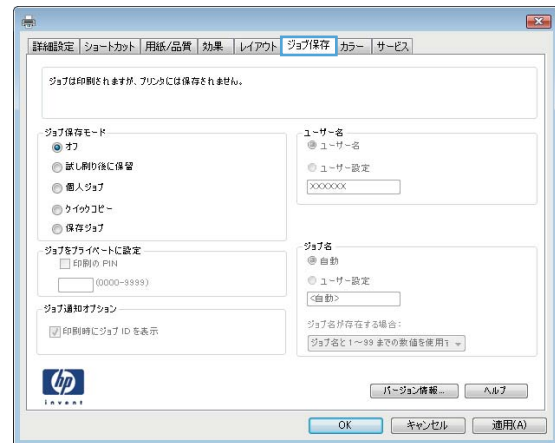 詳細設定 ショートカット 用紙/品質 効果 レイアウト ジョブ保存 カラー サービス
ジョブは印刷されますが、プリンタには保存されません。
ジョブ保存モード
オフ
試し刷り後に保留
個人ジョブ
クイックコピー
保存ジョブ
ユーザー名
ユーザー名
ユーザー設定
XXXXXX
ジョブをプライベートに設定
印刷の PIN
(0000-9999)
ジョブ通知オプション
印刷時にジョブ ID を表示
ジョブ名
自動
ユーザー設定
<自動>
ジョブ名が存在する場合:
ジョブ名と1~99 までの数値を使用
hp
invent
バージョン情報... ヘルプ
OK キャンセル 適用(A)